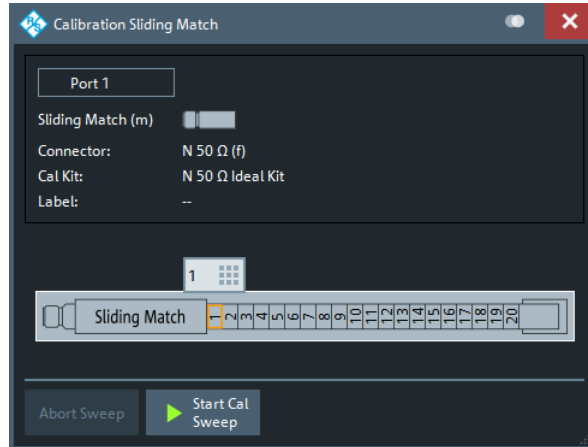 Calibration Sliding Match
Port 1
Sliding Match (m)
Connector: N 50 Ω (f)
Cal Kit: N 50 Ω Ideal Kit
Label: --
1
Sliding Match 1 2 3 4 5 6 7 8 9 10 11 12 13 14 15 16 17 18 19 20
Abort Sweep
Start Cal
Sweep